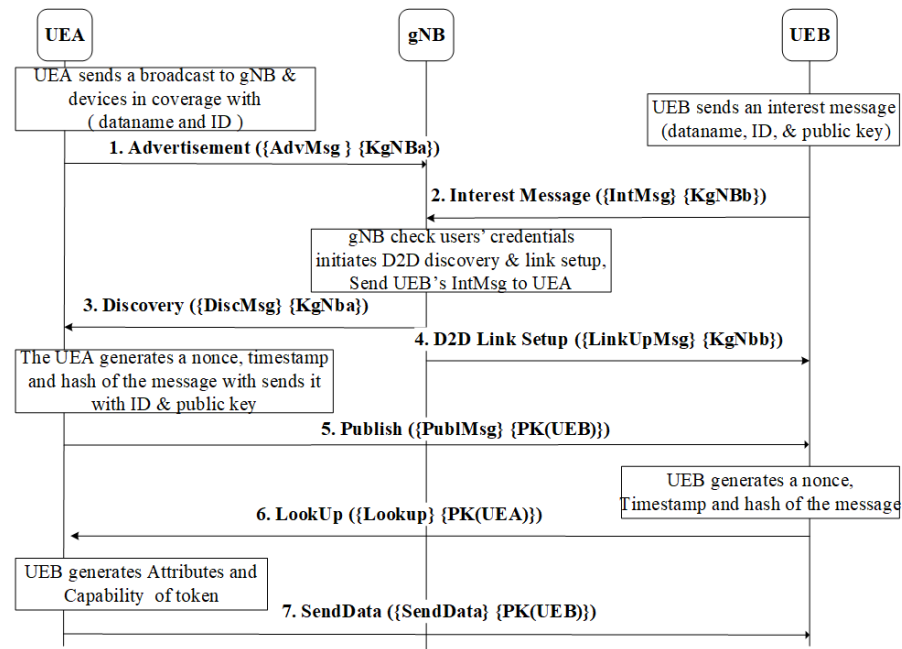 UEA
gNB
UEB
UEA sends a broadcast to gNB &
devices in coverage with
( dataname and ID )
UEB sends an interest message
(dataname, ID, & public key)
1. Advertisement ({AdvMsg } {KgNBa})
2. Interest Message ({IntMsg} {KgNBb})
gNB check users’ credentials
initiates D2D discovery & link setup,
Send UEB’s IntMsg to UEA
3. Discovery ({DiscMsg} {KgNba})
4. D2D Link Setup ({LinkUpMsg} {KgNbb})
The UEA generates a nonce, timestamp
and hash of the message with sends it
with ID & public key
5. Publish ({PublMsg} {PK(UEB)})
UEB generates a nonce,
Timestamp and hash of the message
6. LookUp ({Lookup} {PK(UEA)})
UEB generates Attributes and
Capability of token
7. SendData ({SendData} {PK(UEB)})